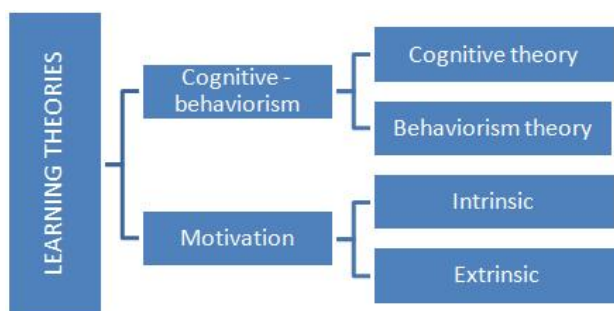 LEARNING THEORIES
Cognitive -
behaviorism
Cognitive theory
Behaviorism theory
Motivation
Intrinsic
Extrinsic